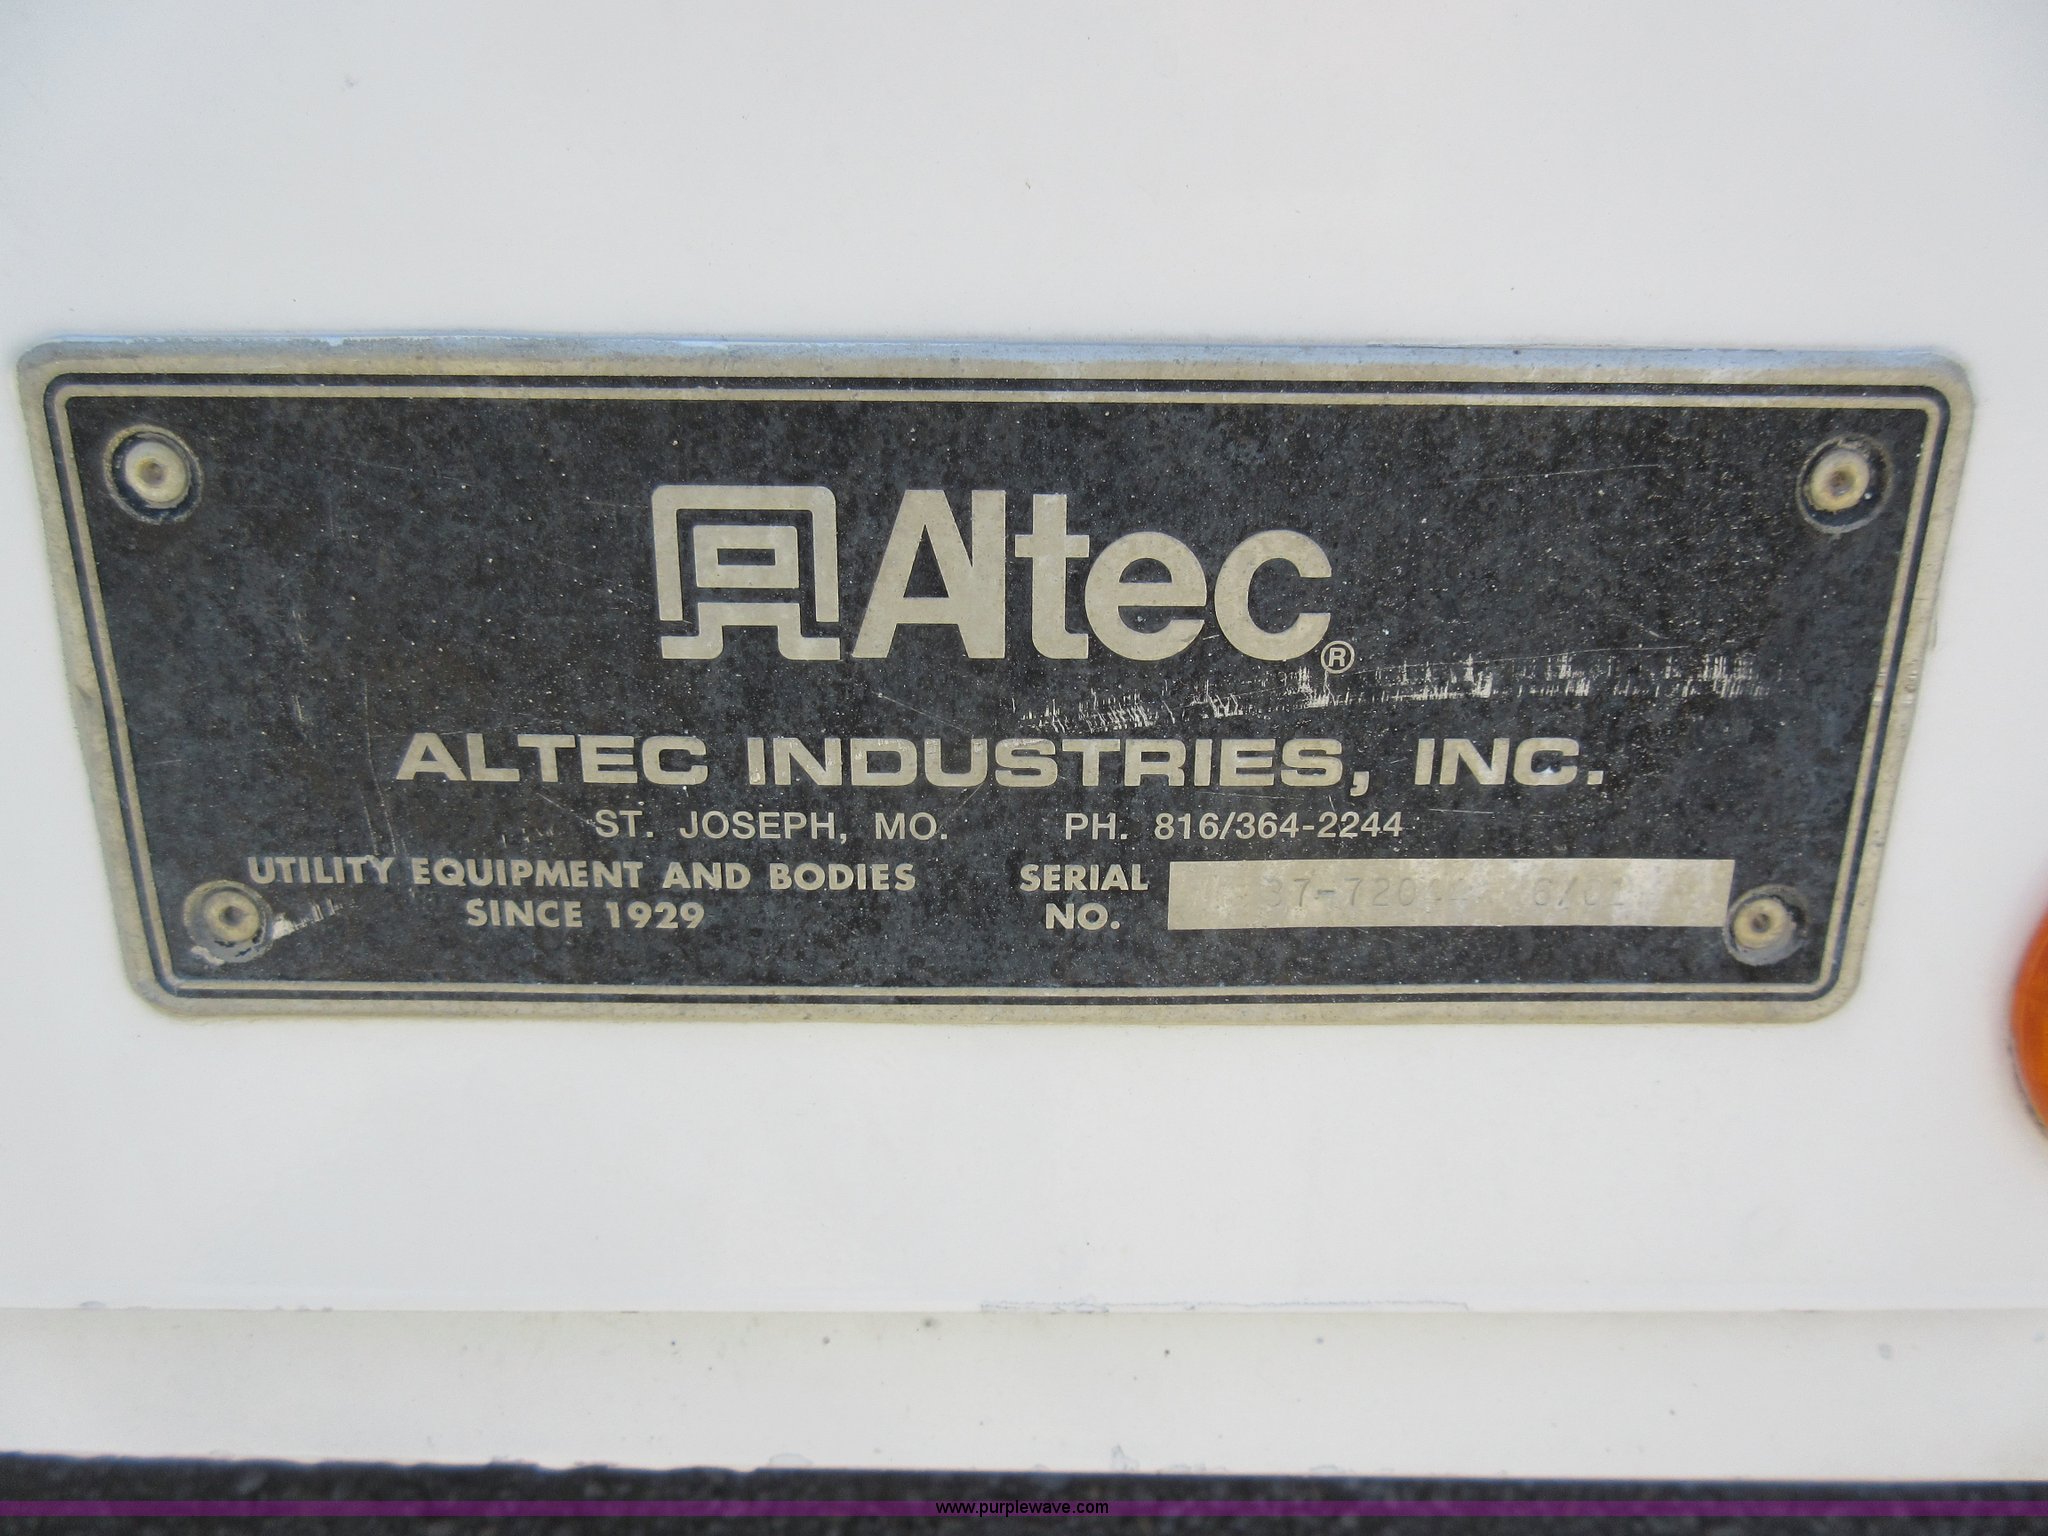 Altec®
ALTEC INDUSTRIES, INC.
ST. JOSEPH, MO. PH. 816/364-2244
UTILITY EQUIPMENT AND BODIES
SINCE 1929
SERIAL
NO.
www.purplewave.com